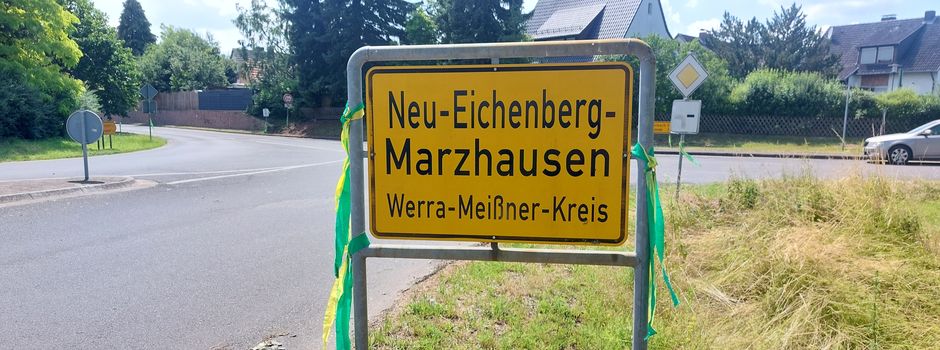 Neu-Eichenberg-
Marzhausen
Werra-Meißner-Kreis